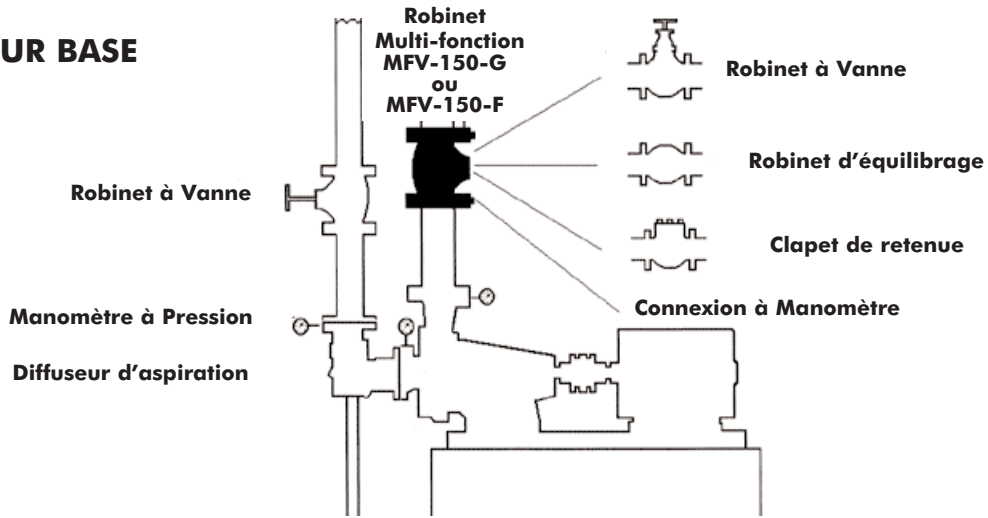 UR BASE
Robinet
Multi-fonction
MFV-150-G
ou
MFV-150-F
Robinet à Vanne
Robinet d'équilibrage
Clapet de retenue
Connexion à Manomètre
Robinet à Vanne
Manomètre à Pression
Diffuseur d'aspiration